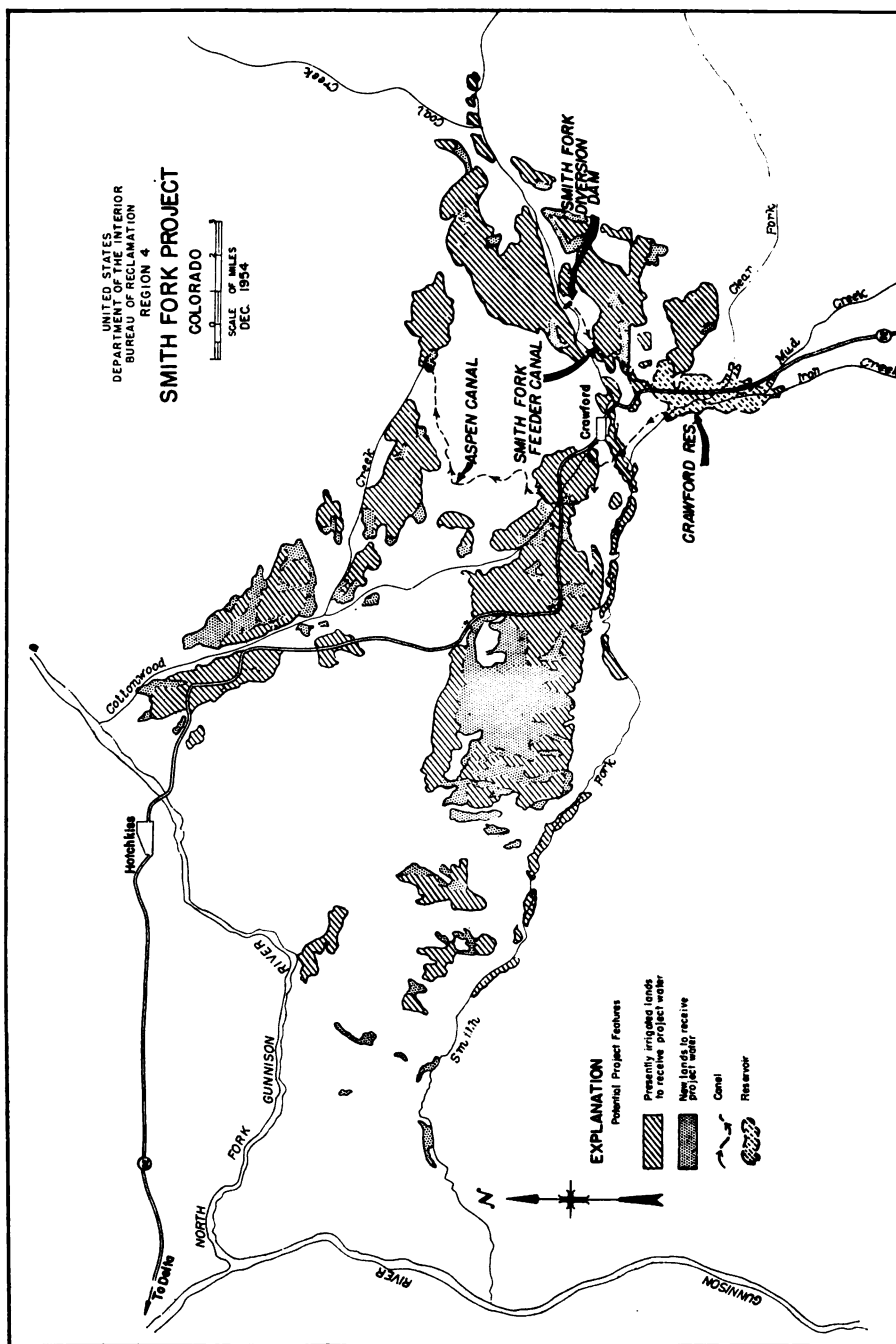 UNITED STATES
DEPARTMENT OF THE INTERIOR
BUREAU OF RECLAMATION
REGION 4
SMITH FORK PROJECT
COLORADO
SCALE OF MILES
DEC. 1954
Creek
Coal
SMITH FORK
DIVERSION
DAM
Fork
Clear
Creek
Mud
Iron
Creek
ASPEN CANAL
SMITH FORK
FEEDER CANAL
Crawford
CRAWFORD RES.
Creek
Cottonwood
Hotchkiss
RIVER
GUNNISON
FORK
NORTH
To Delta
Fork
Smith
RIVER
GUNNISON
N
EXPLANATION
Potential Project Features
Presently irrigated lands
to receive project water
New lands to receive
project water
Canal
Reservoir